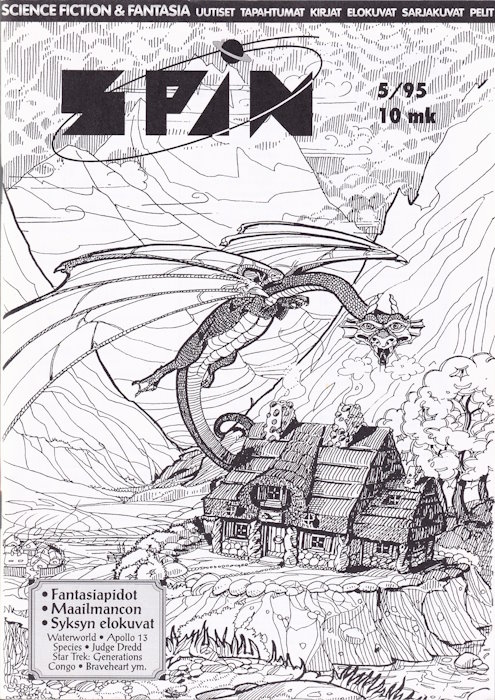 SCIENCE FICTION & FANTASIA UUTISET TAPAHTUMAT KIRJAT ELOKUVAT SARJAKUVAT PELIT
SPIN
5/95
10 mk
• Fantasiapidot
• Maailmancon
• Syksyn elokuvat
Waterworld • Apollo 13
Species • Judge Dredd
Star Trek: Generations
Congo • Braveheart ym.